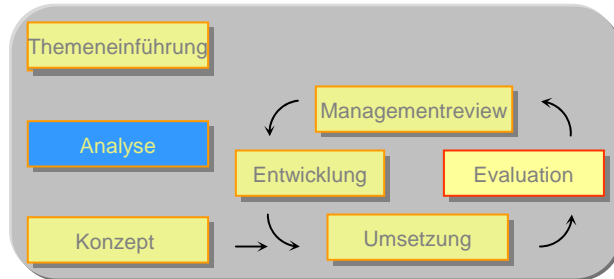 Themeneinführung
Managementreview
Analyse
Entwicklung
Evaluation
Konzept
Umsetzung